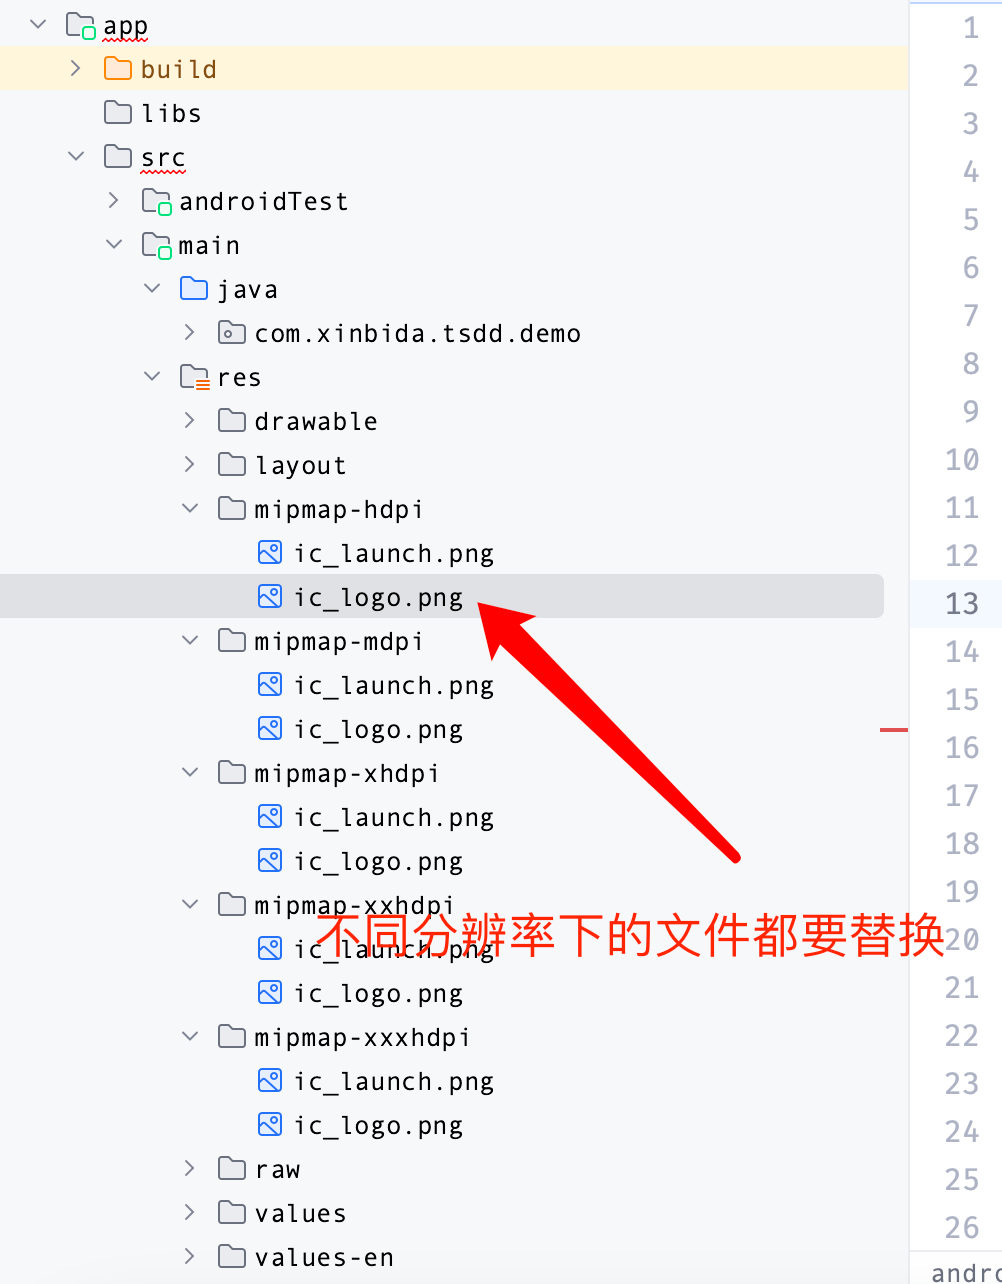 app
1
build
2
libs
3
src
4
androidTest
5
main
6
java
7
com.xinbida.tsdd.demo
8
res
drawable
9
layout
10
mipmap-hdpi
11
ic_launch.png
12
ic_logo.png
13
mipmap-mdpi
14
ic_launch.png
15
ic_logo.png
16
mipmap-xhdpi
17
ic_launch.png
18
ic_logo.png
19
mipmap-xxhdpi
不同分辨率下的文件都要替换
20
ic_launch.png
21
ic_logo.png
22
mipmap-xxxhdpi
23
ic_launch.png
24
ic_logo.png
25
raw
values
26
values-en
andro